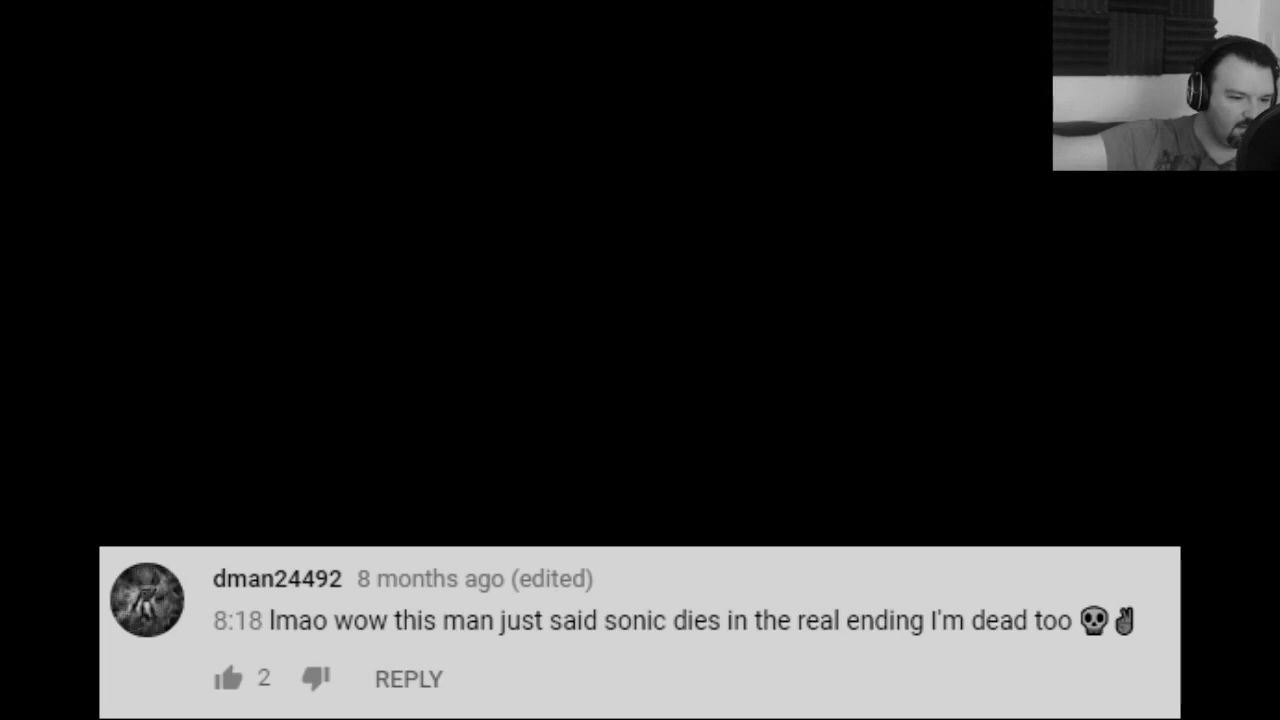 dman24492 8 months ago (edited)
8:18 lmao wow this man just said sonic dies in the real ending I'm dead too 💀✌
2 REPLY